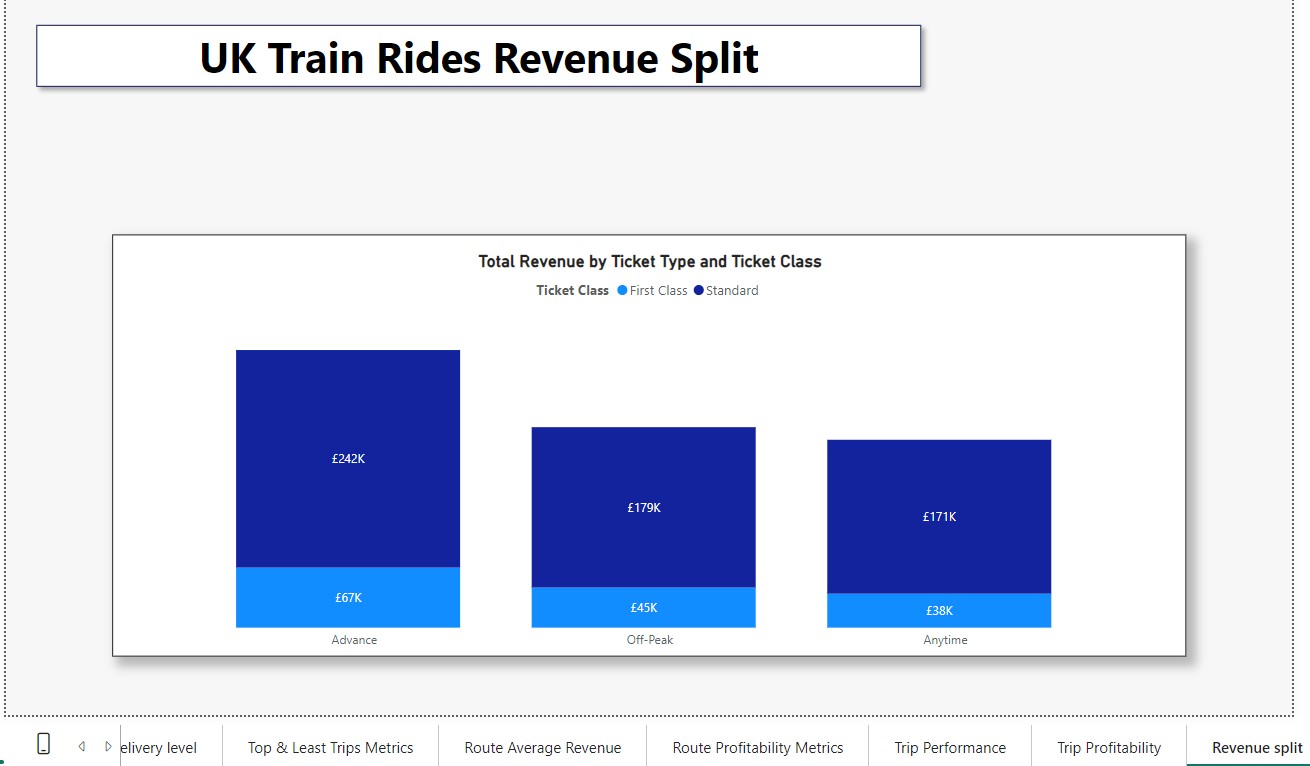 UK Train Rides Revenue Split
Total Revenue by Ticket Type and Ticket Class
Ticket Class First Class Standard
£242K
£179K
£171K
£67K
£45K
£38K
Advance
Off-Peak
Anytime
elivery level
Top & Least Trips Metrics
Route Average Revenue
Route Profitability Metrics
Trip Performance
Trip Profitability
Revenue split